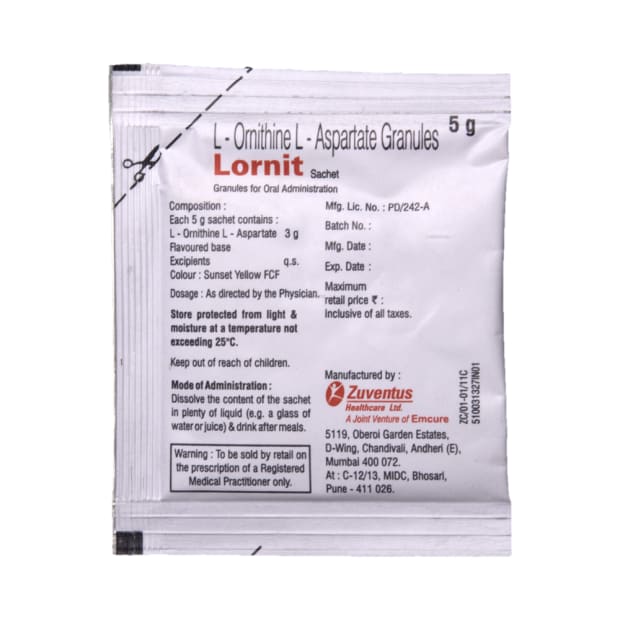 L - Ornithine L - Aspartate Granules 5 g
Lornit Sachet
Granules for Oral Administration
Composition :
Each 5 g sachet contains :
L - Ornithine L - Aspartate 3 g
Flavoured base
Excipients q.s.
Colour : Sunset Yellow FCF
Dosage : As directed by the Physician.
Store protected from light &
moisture at a temperature not
exceeding 25°C.
Keep out of reach of children.
Mode of Administration :
Dissolve the content of the sachet
in plenty of liquid (e.g. a glass of
water or juice) & drink after meals.
Warning : To be sold by retail on
the prescription of a Registered
Medical Practitioner only.
Mfg. Lic. No. : PD/242-A
Batch No. :
Mfg. Date :
Exp. Date :
Maximum
retail price ₹ :
Inclusive of all taxes.
Manufactured by :
Zuventus
Healthcare Ltd.
A Joint Venture of Emcure
5119, Oberoi Garden Estates,
D-Wing, Chandivali, Andheri (E),
Mumbai 400 072.
At : C-12/13, MIDC, Bhosari,
Pune - 411 026.
ZC/01-01/11C
510031327IN01